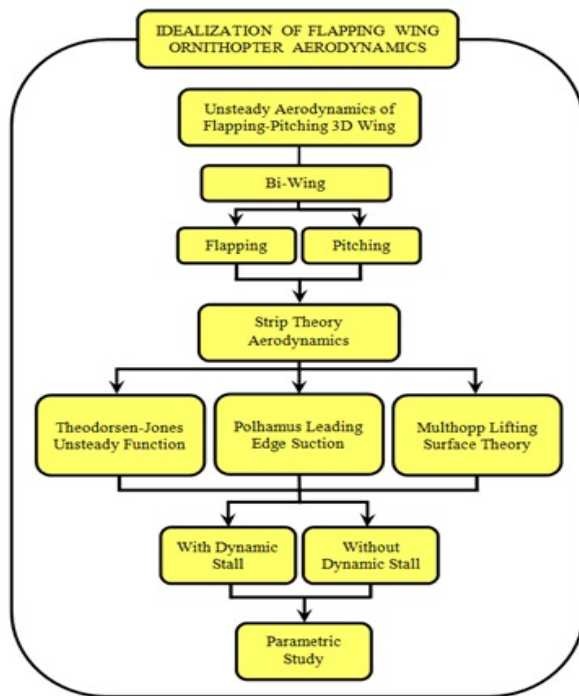 IDEALIZATION OF FLAPPING WING
ORNITHOPTER AERODYNAMICS
Unsteady Aerodynamics of
Flapping-Pitching 3D Wing
Bi-Wing
Flapping
Pitching
Strip Theory
Aerodynamics
Theodorsen-Jones
Unsteady Function
Polhamus Leading
Edge Suction
Multhopp Lifting
Surface Theory
With Dynamic
Stall
Without
Dynamic Stall
Parametric
Study